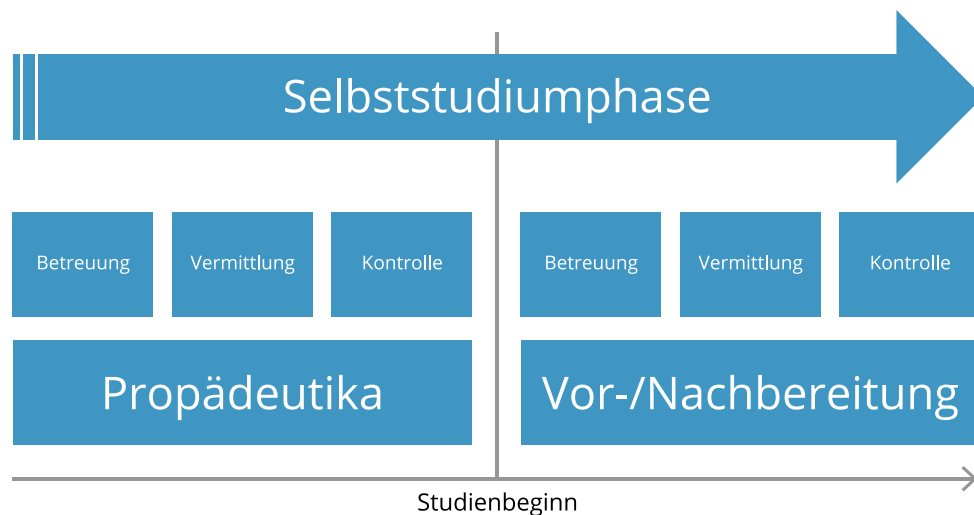 Selbststudiumphase
Betreuung Vermittlung Kontrolle Betreuung Vermittlung Kontrolle
Propädeutika Vor-/Nachbereitung
Studienbeginn